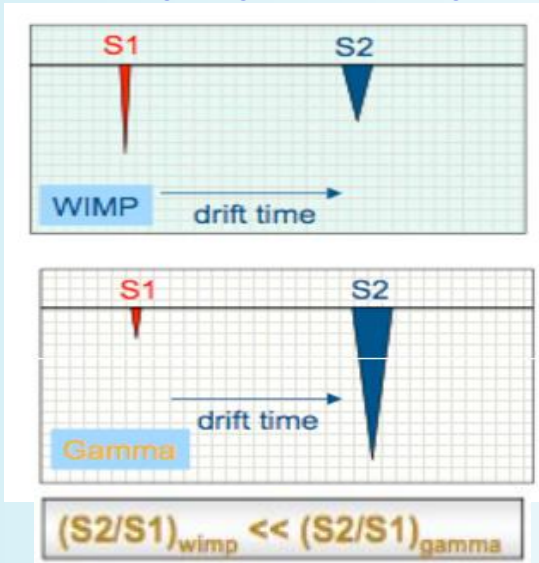 S1 S2
WIMP
drift time
S1 S2
drift time
Gamma
(S2/S1)wimp << (S2/S1)gamma